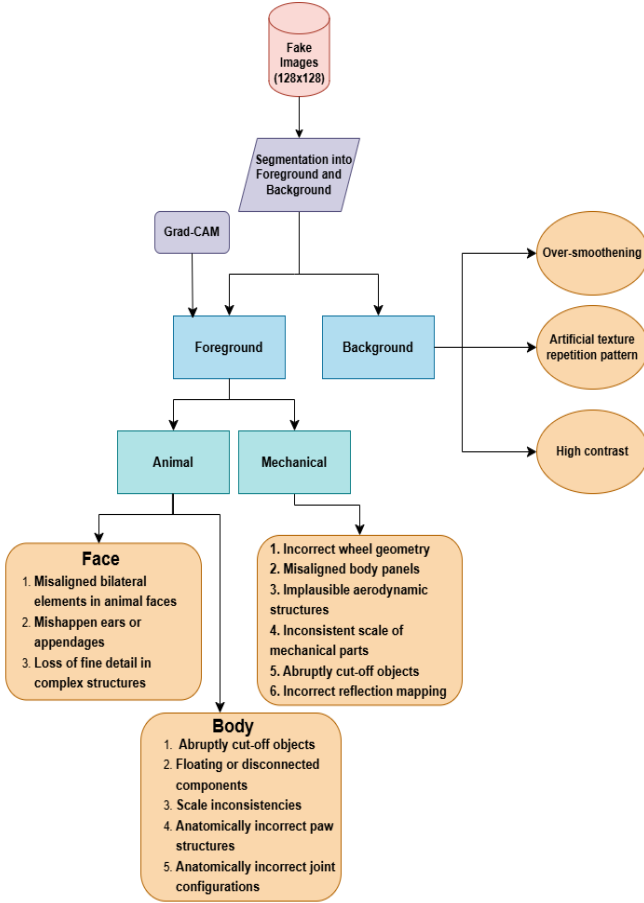 Fake
Images
(128x128)
Segmentation into
Foreground and
Background
Grad-CAM
Over-smoothening
Foreground
Background
Artificial texture
repetition pattern
High contrast
Animal
Mechanical
Face
1. Misaligned bilateral
elements in animal faces
2. Mishappen ears or
appendages
3. Loss of fine detail in
complex structures
1. Incorrect wheel geometry
2. Misaligned body panels
3. Implausible aerodynamic
structures
4. Inconsistent scale of
mechanical parts
5. Abruptly cut-off objects
6. Incorrect reflection mapping
Body
1. Abruptly cut-off objects
2. Floating or disconnected
components
3. Scale inconsistencies
4. Anatomically incorrect paw
structures
5. Anatomically incorrect joint
configurations